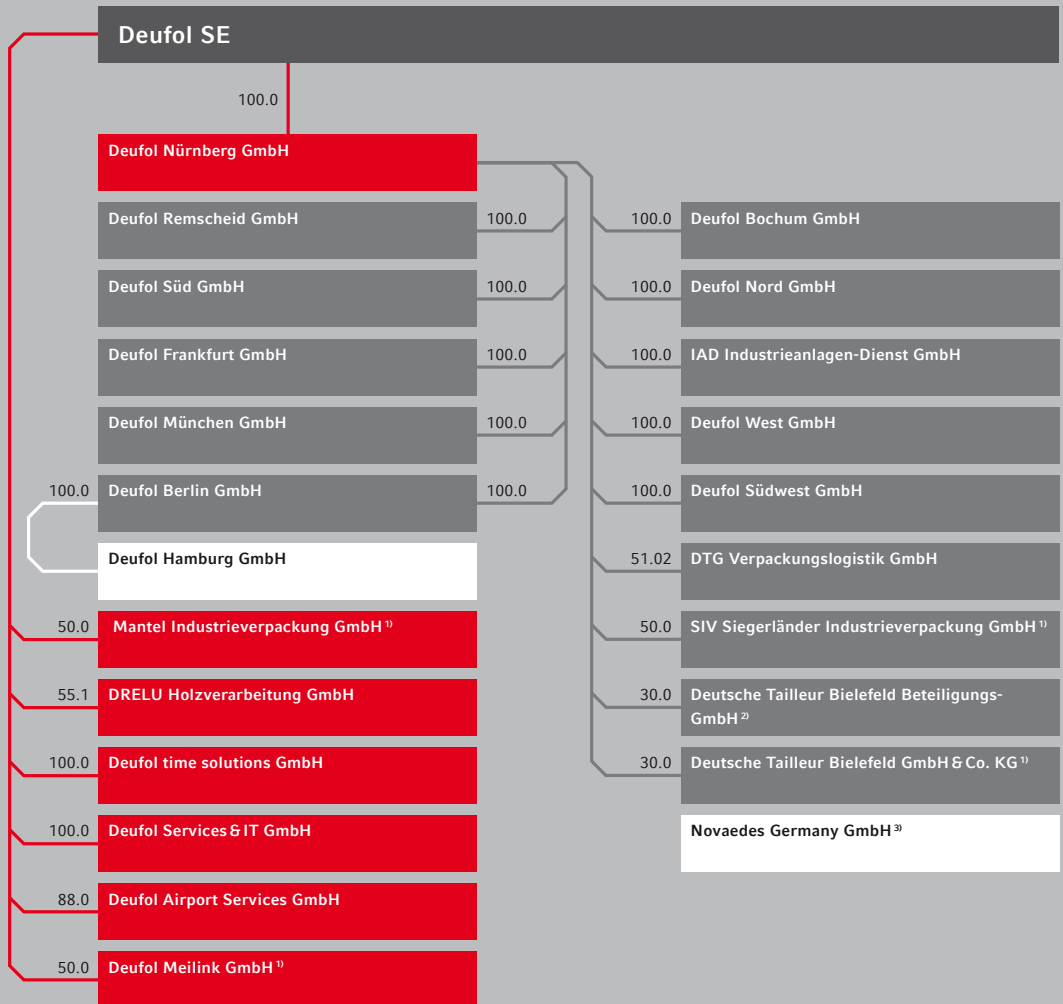 Deufol SE
100.0
Deufol Nürnberg GmbH
Deufol Remscheid GmbH
100.0
100.0
Deufol Bochum GmbH
Deufol Süd GmbH
100.0
100.0
Deufol Nord GmbH
Deufol Frankfurt GmbH
100.0
100.0
IAD Industrieanlagen-Dienst GmbH
Deufol München GmbH
100.0
100.0
Deufol West GmbH
100.0
Deufol Berlin GmbH
100.0
100.0
Deufol Südwest GmbH
Deufol Hamburg GmbH
51.02
DTG Verpackungslogistik GmbH
50.0
Mantel Industrieverpackung GmbH 1)
50.0
SIV Siegerländer Industrieverpackung GmbH 1)
55.1
DRELU Holzverarbeitung GmbH
30.0
Deutsche Tailleur Bielefeld Beteiligungs-
GmbH 2)
100.0
Deufol time solutions GmbH
30.0
Deutsche Tailleur Bielefeld GmbH & Co. KG 1)
100.0
Deufol Services & IT GmbH
Novaedes Germany GmbH 3)
88.0
Deufol Airport Services GmbH
50.0
Deufol Meilink GmbH 1)